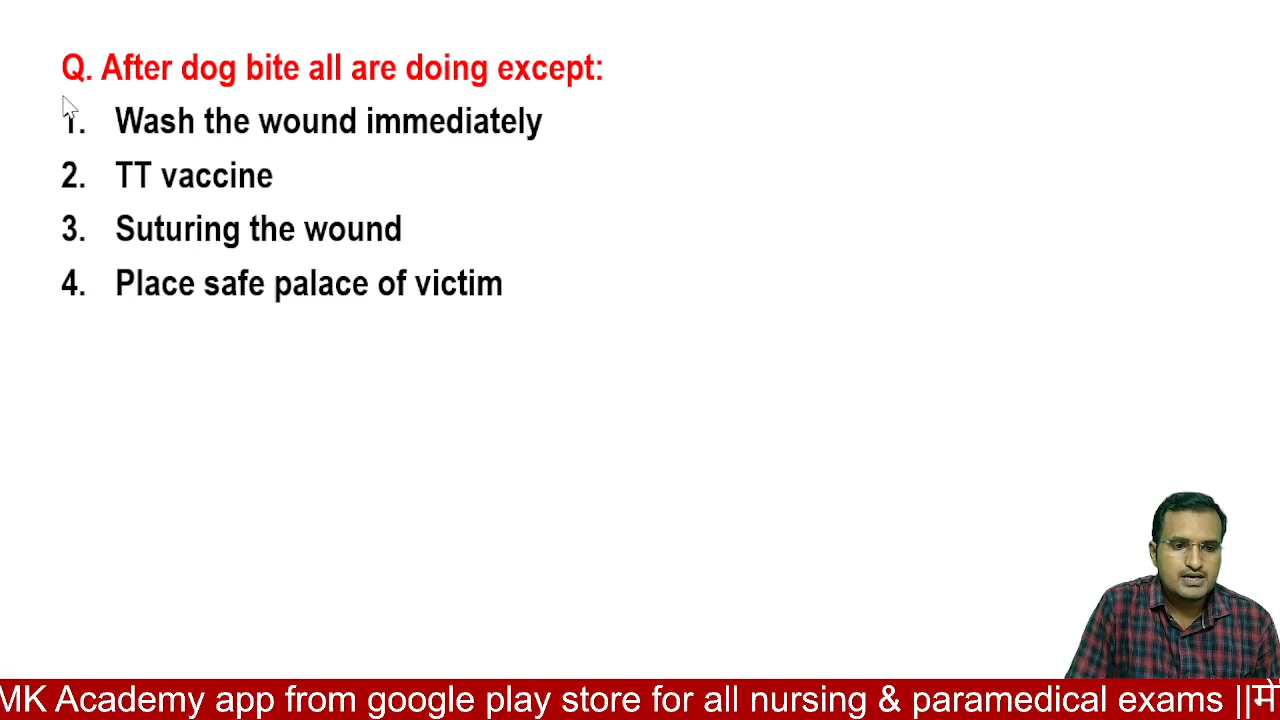 Q. After dog bite all are doing except:
1. Wash the wound immediately
2. TT vaccine
3. Suturing the wound
4. Place safe palace of victim
MK Academy app from google play store for all nursing & paramedical exams ||में